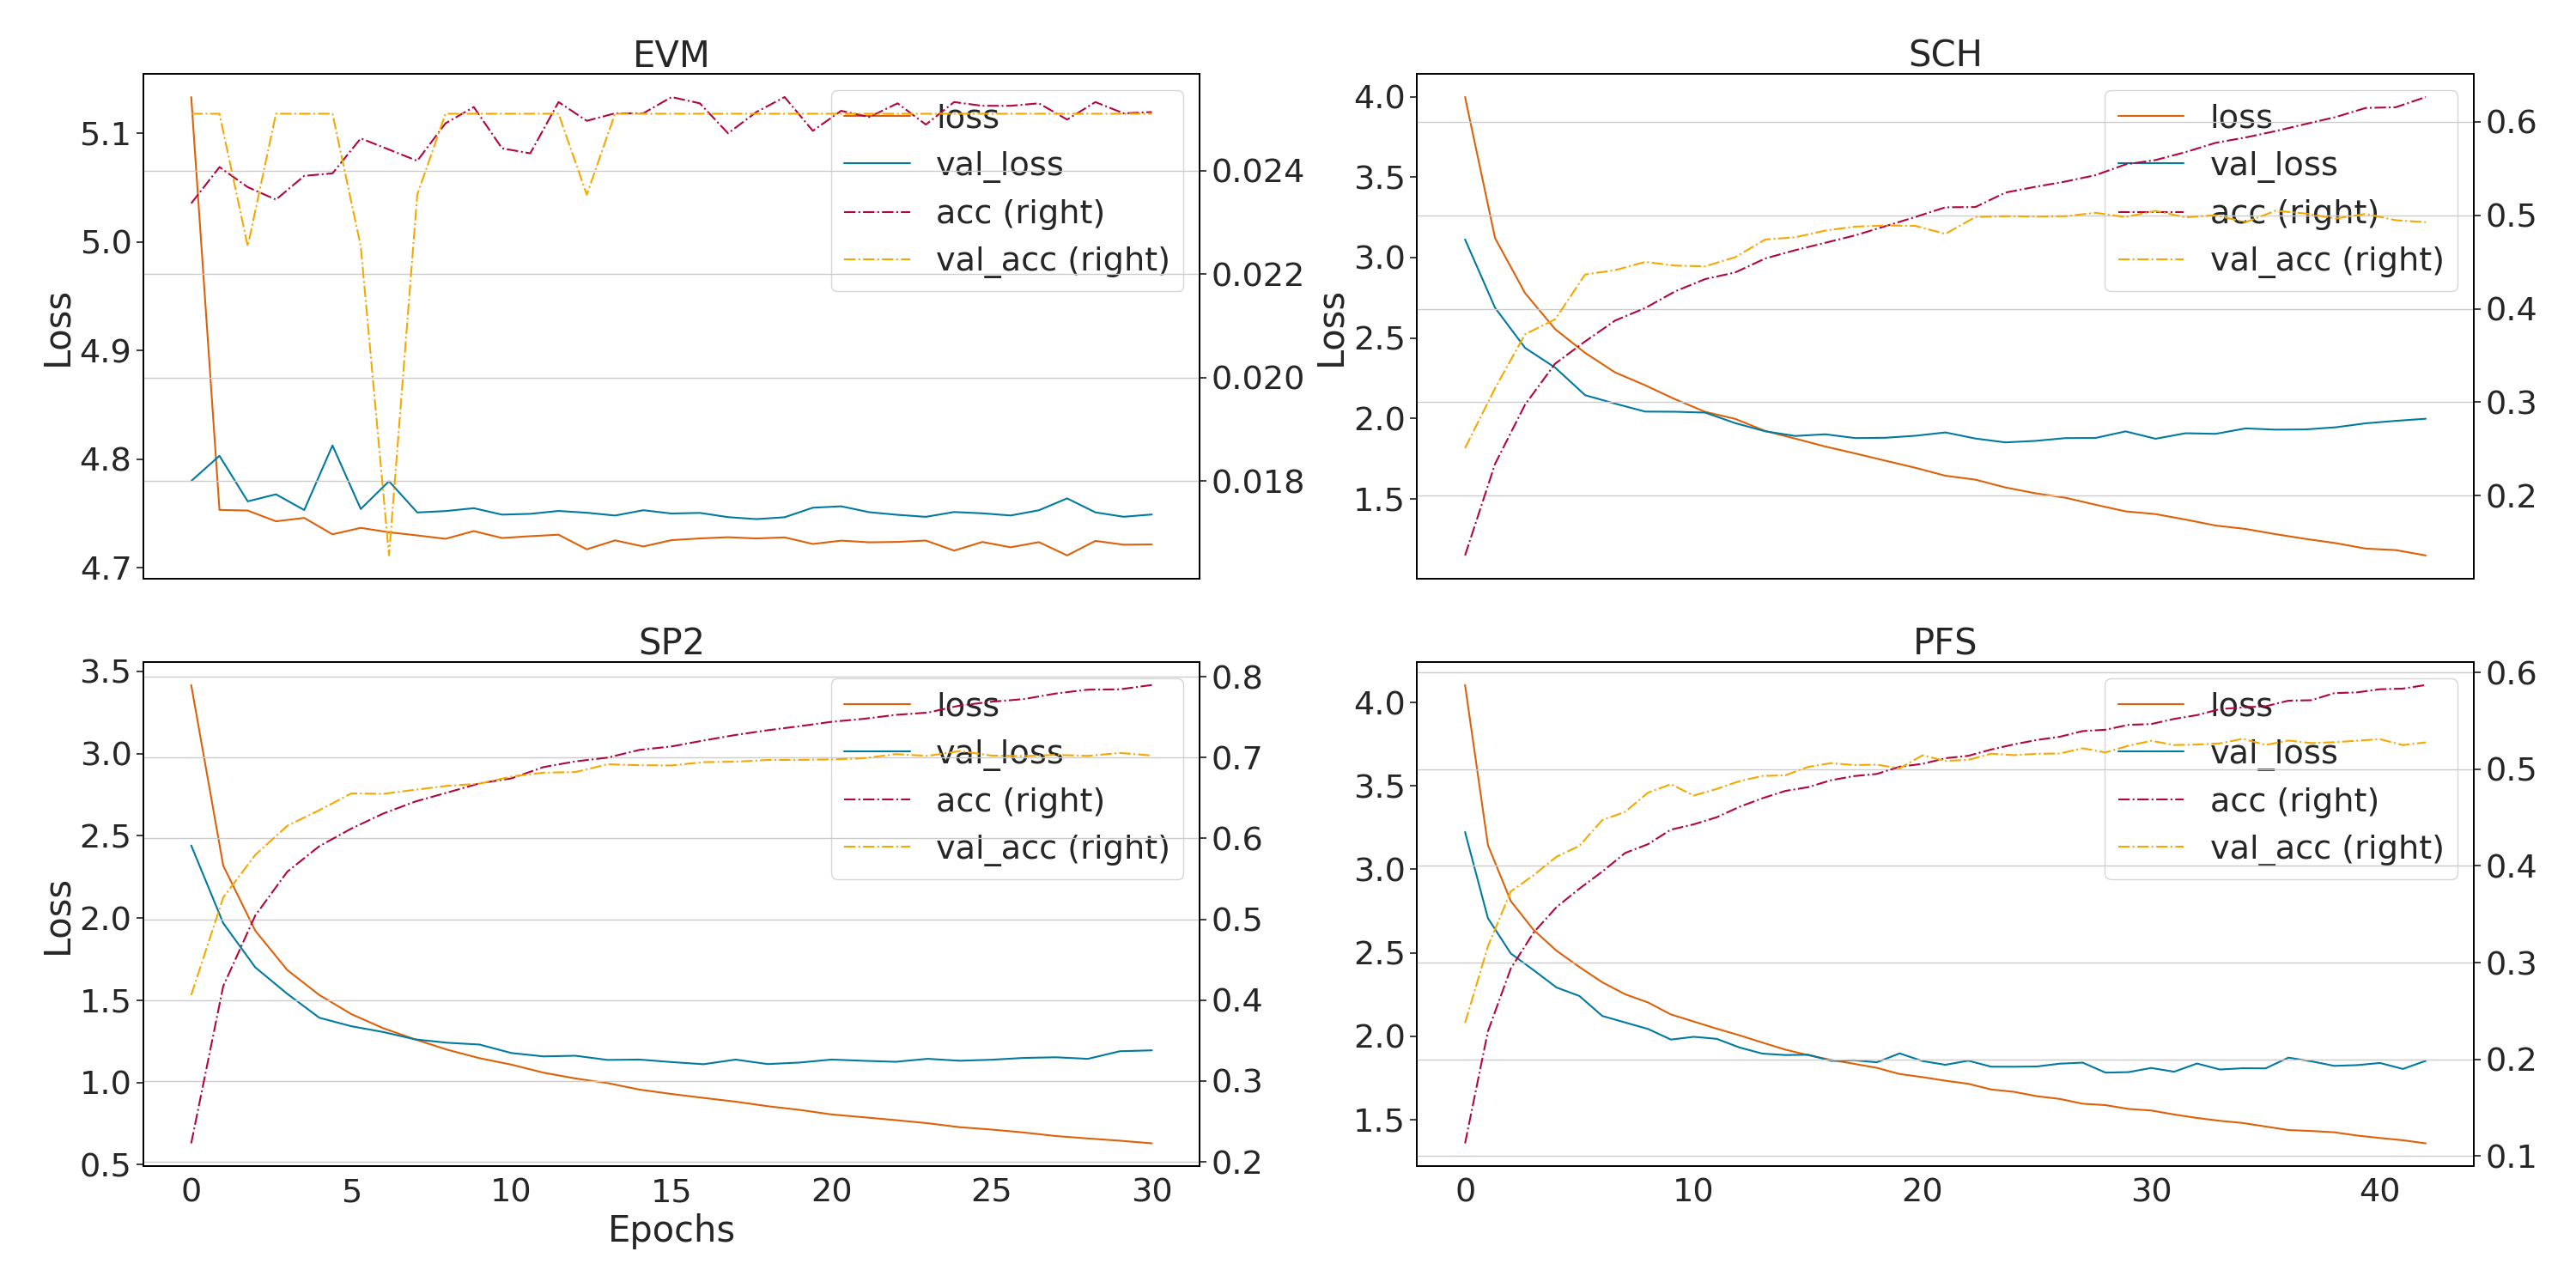 EVM
5.1
5.0
4.9
4.8
4.7
Loss
0.024
0.022
0.020
0.018
loss
val_loss
acc (right)
val_acc (right)
SCH
4.0
3.5
3.0
2.5
2.0
1.5
Loss
0.6
0.5
0.4
0.3
0.2
loss
val_loss
acc (right)
val_acc (right)
SP2
3.5
3.0
2.5
2.0
1.5
1.0
0.5
Loss
0.8
0.7
0.6
0.5
0.4
0.3
0.2
loss
val_loss
acc (right)
val_acc (right)
0 5 10 15 20 25 30
Epochs
PFS
4.0
3.5
3.0
2.5
2.0
1.5
0.6
0.5
0.4
0.3
0.2
0.1
loss
val_loss
acc (right)
val_acc (right)
0 10 20 30 40